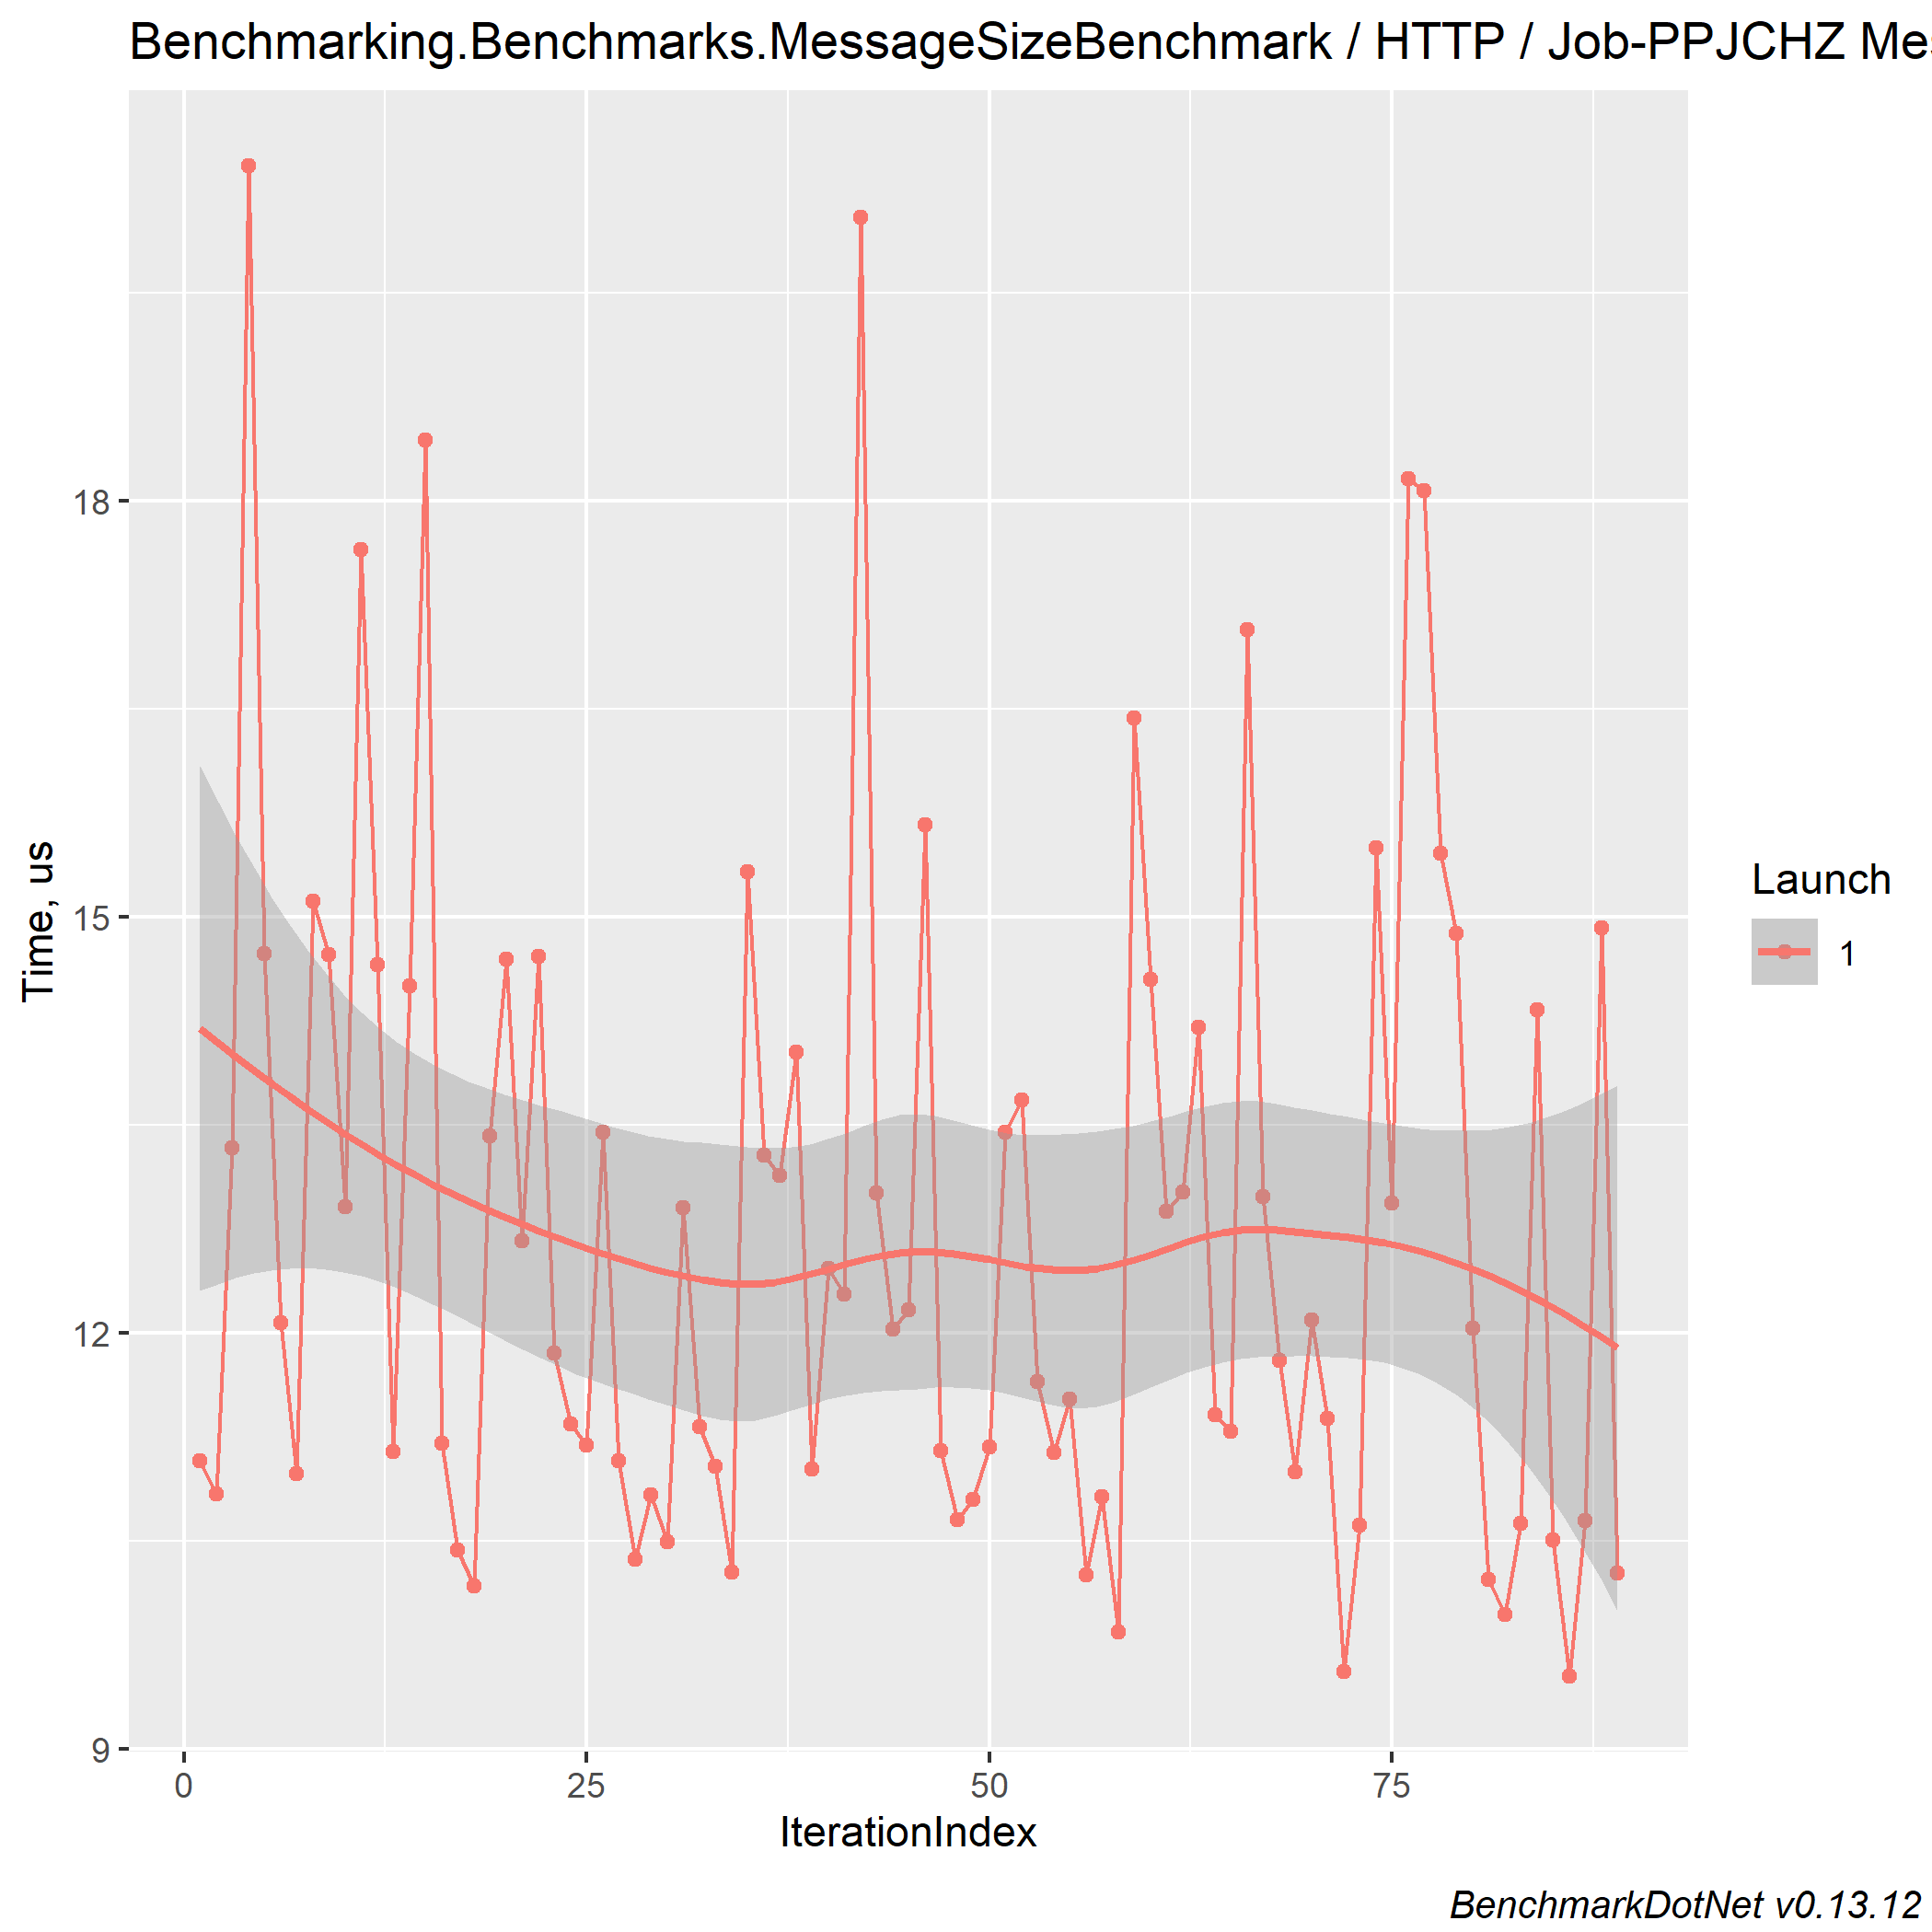 Benchmarking.Benchmarks.MessageSizeBenchmark / HTTP / Job-PPJCHZ
Time, us
18
15
12
9
0 25 50 75
IterationIndex
Launch
1
BenchmarkDotNet v0.13.12